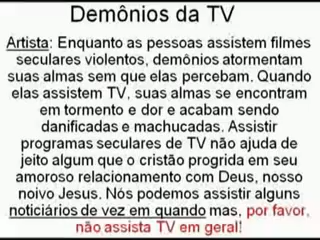 Demônios da TV
Artista: Enquanto as pessoas assistem filmes
seculares violentos, demônios atormentam
suas almas sem que elas percebam. Quando
elas assistem TV, suas almas se encontram
em tormento e dor e acabam sendo
danificadas e machucadas. Assistir
programas seculares de TV não ajuda de
jeito algum que o cristão progrida em seu
amoroso relacionamento com Deus, nosso
noivo Jesus. Nós podemos assistir alguns
noticiários de vez em quando mas, por favor,
não assista TV em geral!